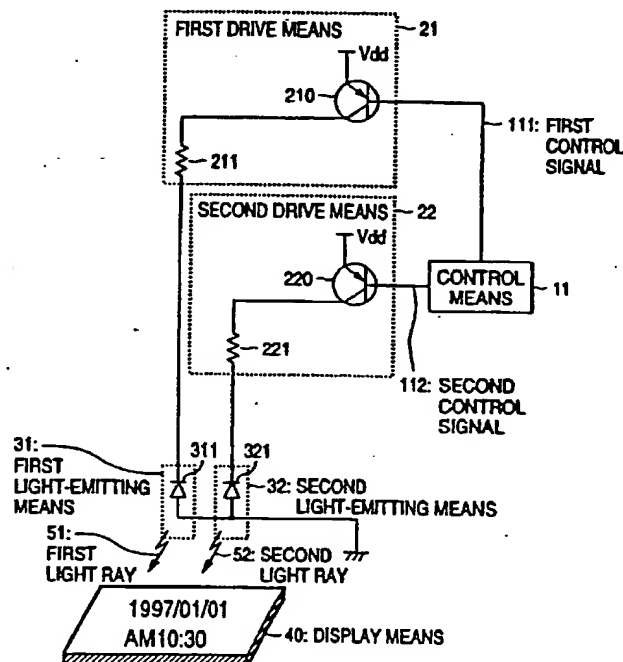 FIRST DRIVE MEANS
21
Vdd
210
211
111: FIRST
CONTROL
SIGNAL
SECOND DRIVE MEANS
22
Vdd
220
221
CONTROL
MEANS
11
112: SECOND
CONTROL
SIGNAL
31:
FIRST
LIGHT-EMITTING
MEANS
311
321
32: SECOND
LIGHT-EMITTING MEANS
51:
FIRST
LIGHT RAY
52: SECOND
LIGHT RAY
1997/01/01
AM10:30
40: DISPLAY MEANS